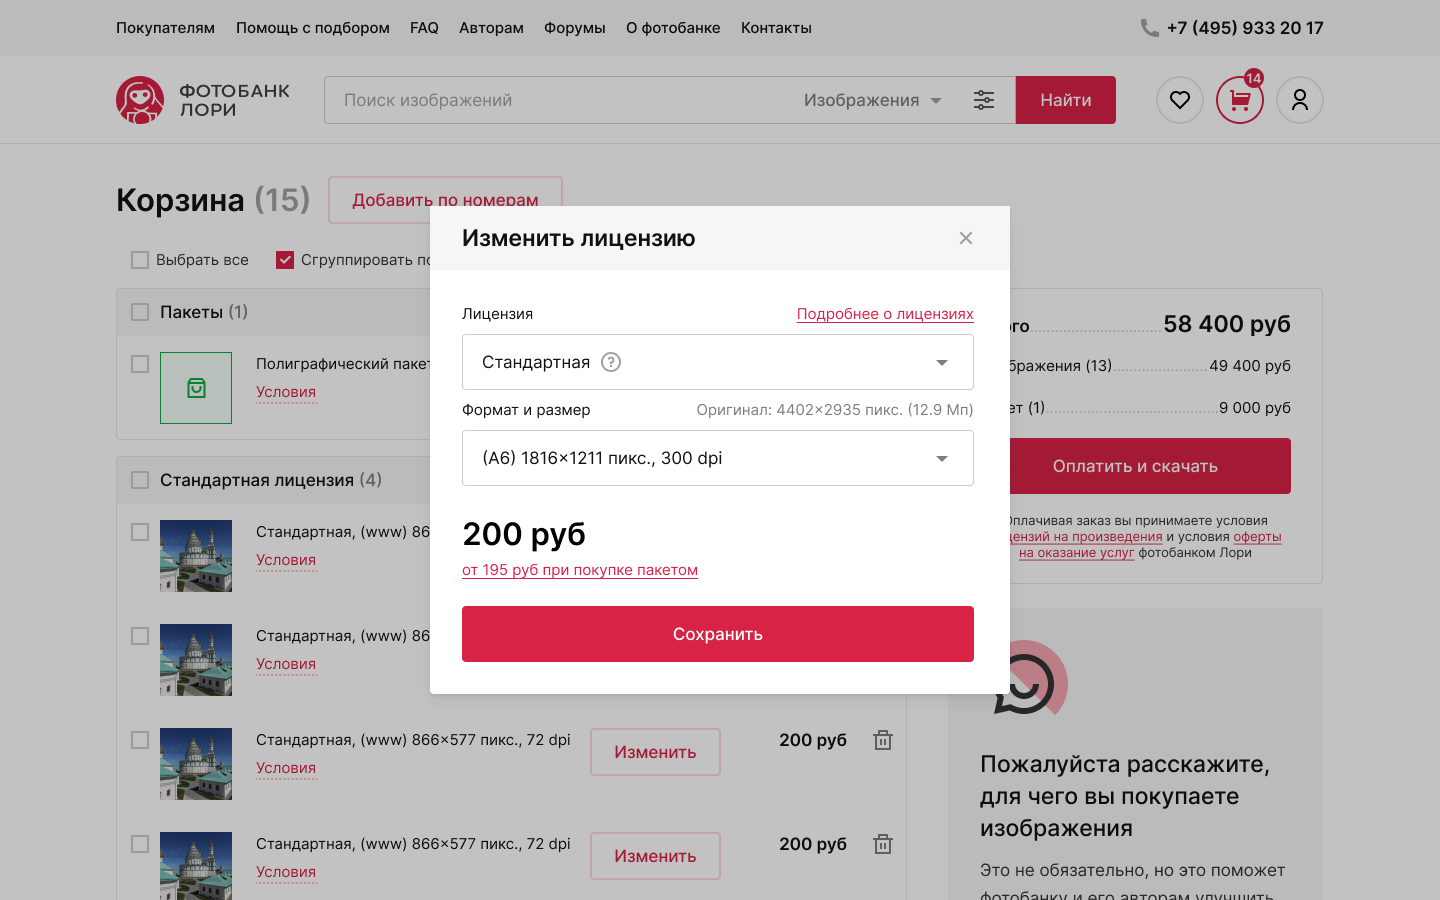 Покупателям Помощь с подбором FAQ Авторам Форумы О фотобанке Контакты +7 (495) 933 20 17
ФОТОБАНК
ЛОРИ
Поиск изображений Изображения Найти 14
Корзина (15) Добавить по номерам
Выбрать все Сгруппировать по
Пакеты (1)
Полиграфический пакет
Условия
Стандартная лицензия (4)
Стандартная, (www) 86
Условия
Стандартная, (www) 86
Условия
Стандартная, (www) 866×577 пикс., 72 dpi Изменить 200 руб
Условия
Стандартная, (www) 866×577 пикс., 72 dpi Изменить 200 руб
Условия
Изменить лицензию
Лицензия Подробнее о лицензиях
Стандартная ?
Формат и размер Оригинал: 4402×2935 пикс. (12.9 Мп)
(A6) 1816×1211 пикс., 300 dpi
200 руб
от 195 руб при покупке пакетом
Сохранить
ого 58 400 руб
бражения (13) 49 400 руб
ет (1) 9 000 руб
Оплатить и скачать
Оплачивая заказ вы принимаете условия
цензий на произведения и условия оферты
на оказание услуг фотобанком Лори
Пожалуйста расскажите,
для чего вы покупаете
изображения
Это не обязательно, но это поможет
фотобанку и его авторам улучшить